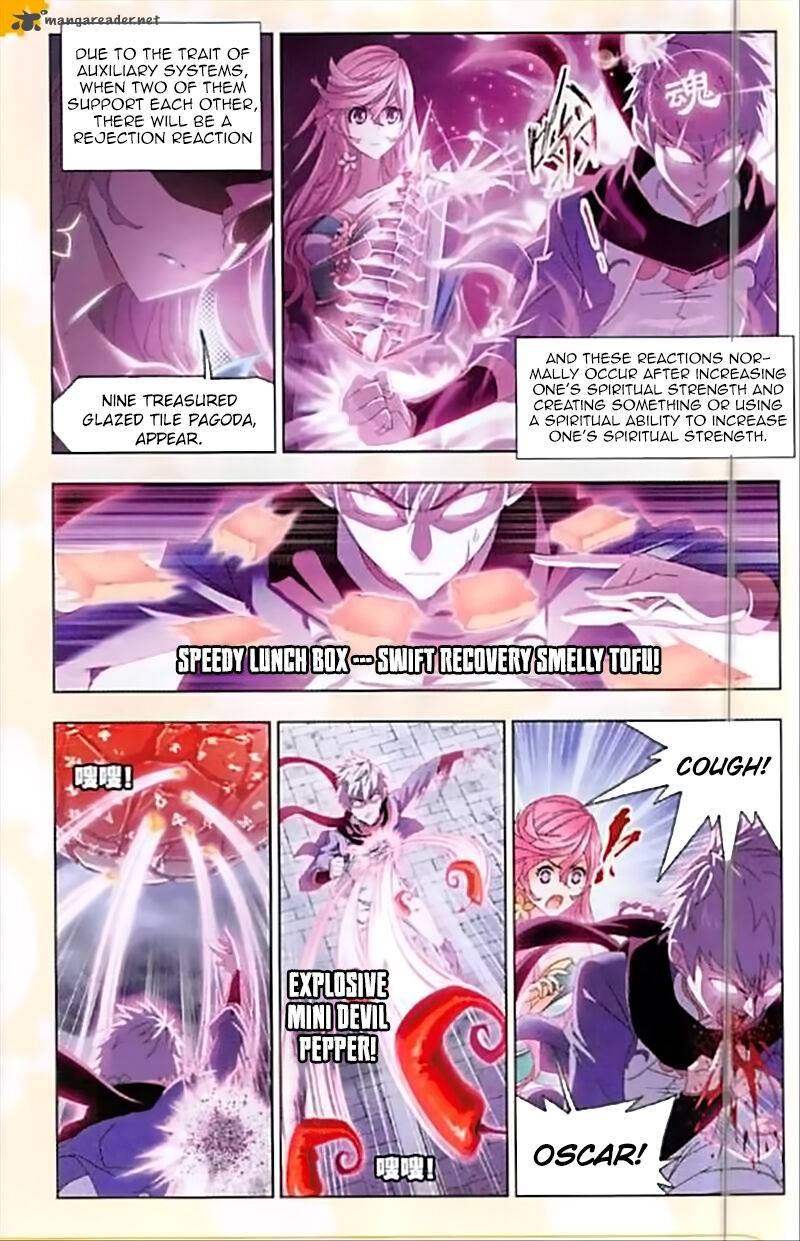 mangareader.net
DUE TO THE TRAIT OF
AUXILIARY SYSTEMS,
WHEN TWO OF THEM
SUPPORT EACH OTHER,
THERE WILL BE A
REJECTION REACTION
魂
NINE TREASURED
GLAZED TILE PAGODA,
APPEAR.
AND THESE REACTIONS NOR-
MALLY OCCUR AFTER INCREASING
ONE'S SPIRITUAL STRENGTH AND
CREATING SOMETHING OR USING
A SPIRITUAL ABILITY TO INCREASE
ONE'S SPIRITUAL STRENGTH.
SPEEDY LUNCH BOX --- SWIFT RECOVERY SMELLY TOFU!
嗖嗖!
EXPLOSIVE
MINI DEVIL
PEPPER!
嗖嗖!
COUGH!
OSCAR!